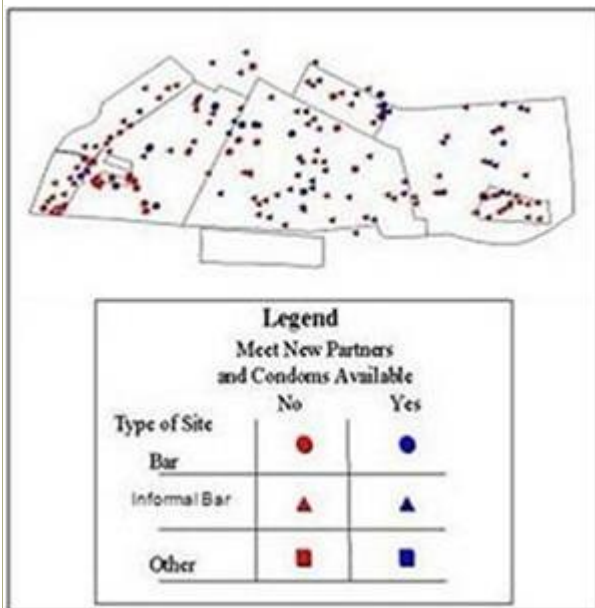 Legend
Meet New Partners
and Condoms Available
No Yes
Type of Site
Bar
Informal Bar
Other